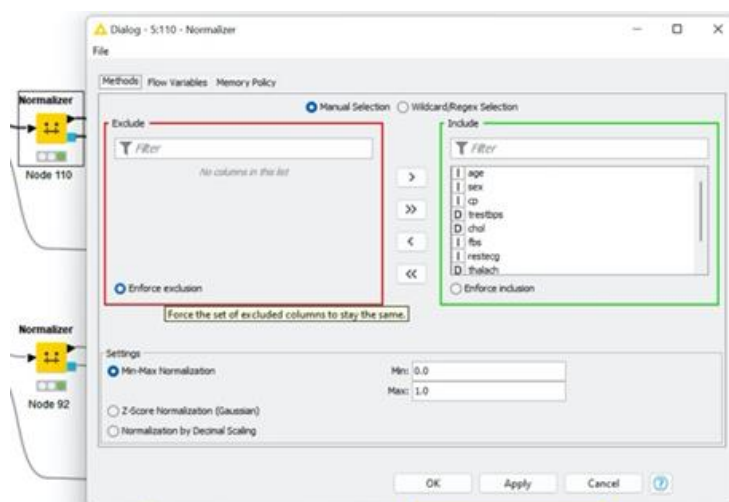 Dialog - 5:110 - Normalizer
File
Methods Flow Variables Memory Policy
Manual Selection Wildcard/Regex Selection
Exclude
Filter
No columns in this list
Enforce exclusion
Force the set of excluded columns to stay the same.
>
>>
<
<<
Include
Filter
I age
I sex
I cp
D trestbps
D chol
I fbs
I restecg
D thalach
Enforce inclusion
Settings
Min-Max Normalization
Min: 0.0
Max: 1.0
Z-Score Normalization (Gaussian)
Normalization by Decimal Scaling
OK Apply Cancel ?
Normalizer
Node 110
Normalizer
Node 92